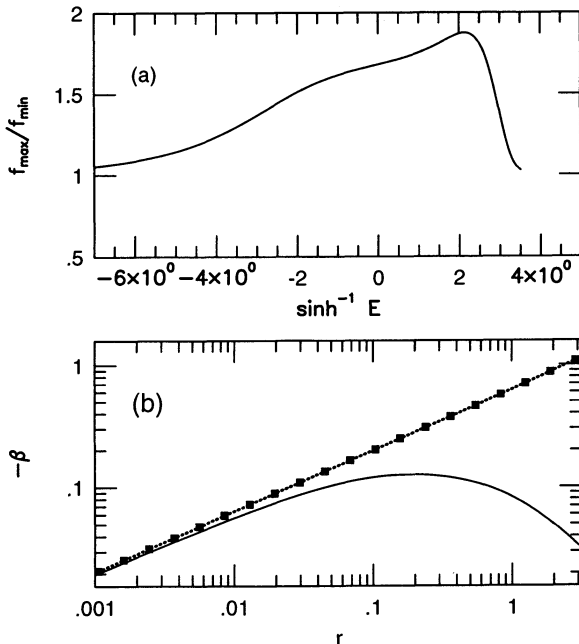 2
(a)
1.5
f_max/f_min
1
.5
−6×10⁰ −4×10⁰ −2 0 2 4×10⁰
sinh⁻¹ E
1
(b)
−β
.1
.001 .01 .1 1
r